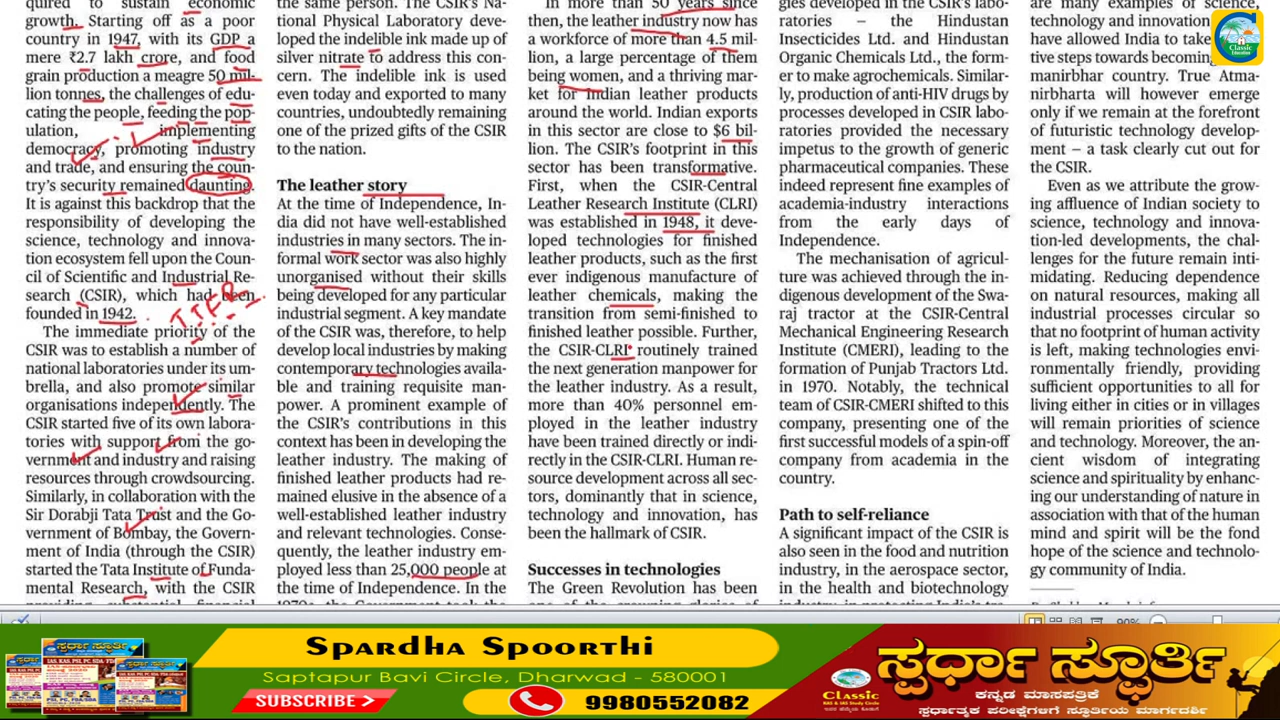 quired to sustain economic
growth. Starting off as a poor
country in 1947, with its GDP a
mere ₹2.7 lakh crore, and food
grain production a meagre 50 mil-
lion tonnes, the challenges of edu-
cating the people, feeding the pop-
ulation, implementing
democracy, promoting industry
and trade, and ensuring the coun-
try's security remained daunting.
It is against this backdrop that the
responsibility of developing the
science, technology and innova-
tion ecosystem fell upon the Coun-
cil of Scientific and Industrial Re-
search (CSIR), which had been
founded in 1942.
TIFR
The immediate priority of the
CSIR was to establish a number of
national laboratories under its um-
brella, and also promote similar
organisations independently. The
CSIR started five of its own labora-
tories with support from the go-
vernment and industry and raising
resources through crowdsourcing.
Similarly, in collaboration with the
Sir Dorabji Tata Trust and the Go-
vernment of Bombay, the Govern-
ment of India (through the CSIR)
started the Tata Institute of Funda-
mental Research, with the CSIR
providing substantial financial
the same person. The CSIR's Na-
tional Physical Laboratory deve-
loped the indelible ink made up of
silver nitrate to address this con-
cern. The indelible ink is used
even today and exported to many
countries, undoubtedly remaining
one of the prized gifts of the CSIR
to the nation.
The leather story
At the time of Independence, In-
dia did not have well-established
industries in many sectors. The in-
formal work sector was also highly
unorganised without their skills
being developed for any particular
industrial segment. A key mandate
of the CSIR was, therefore, to help
develop local industries by making
contemporary technologies availa-
ble and training requisite man-
power. A prominent example of
the CSIR's contributions in this
context has been in developing the
leather industry. The making of
finished leather products had re-
mained elusive in the absence of a
well-established leather industry
and relevant technologies. Conse-
quently, the leather industry em-
ployed less than 25,000 people at
the time of Independence. In the
1970s, the Government took the
In more than 50 years since
then, the leather industry now has
a workforce of more than 4.5 mil-
lion, a large percentage of them
being women, and a thriving mar-
ket for Indian leather products
around the world. Indian exports
in this sector are close to $6 bil-
lion. The CSIR's footprint in this
sector has been transformative.
First, when the CSIR-Central
Leather Research Institute (CLRI)
was established in 1948, it deve-
loped technologies for finished
leather products, such as the first
ever indigenous manufacture of
leather chemicals, making the
transition from semi-finished to
finished leather possible. Further,
the CSIR-CLRI routinely trained
the next generation manpower for
the leather industry. As a result,
more than 40% personnel em-
ployed in the leather industry
have been trained directly or indi-
rectly in the CSIR-CLRI. Human re-
source development across all sec-
tors, dominantly that in science,
technology and innovation, has
been the hallmark of CSIR.
Successes in technologies
The Green Revolution has been
one of the crowning glories of
gies developed in the CSIR's labo-
ratories – the Hindustan
Insecticides Ltd. and Hindustan
Organic Chemicals Ltd., the form-
er to make agrochemicals. Similar-
ly, production of anti-HIV drugs by
processes developed in CSIR labo-
ratories provided the necessary
impetus to the growth of generic
pharmaceutical companies. These
indeed represent fine examples of
academia-industry interactions
from the early days of
Independence.
The mechanisation of agricul-
ture was achieved through the in-
digenous development of the Swa-
raj tractor at the CSIR-Central
Mechanical Engineering Research
Institute (CMERI), leading to the
formation of Punjab Tractors Ltd.
in 1970. Notably, the technical
team of CSIR-CMERI shifted to this
company, presenting one of the
first successful models of a spin-off
company from academia in the
country.
Path to self-reliance
A significant impact of the CSIR is
also seen in the food and nutrition
industry, in the aerospace sector,
in the health and biotechnology
are many examples of science,
technology and innovation
have allowed India to take
tive steps towards becoming
manirbhar country. True Atma-
nirbharta will however emerge
only if we remain at the forefront
of futuristic technology develop-
ment – a task clearly cut out for
the CSIR.
Even as we attribute the grow-
ing affluence of Indian society to
science, technology and innova-
tion-led developments, the chal-
lenges for the future remain inti-
midating. Reducing dependence
on natural resources, making all
industrial processes circular so
that no footprint of human activity
is left, making technologies envi-
ronmentally friendly, providing
sufficient opportunities to all for
living either in cities or in villages
will remain priorities of science
and technology. Moreover, the an-
cient wisdom of integrating
science and spirituality by enhanc-
ing our understanding of nature in
association with that of the human
mind and spirit will be the fond
hope of the science and technolo-
gy community of India.
Classic
Education
90%
Spardha Spoorthi
Saptapur Bavi Circle, Dharwad - 580001
SUBSCRIBE
9980552082
Classic
KAS & IAS Study Circle
ಸ್ಪರ್ಧಾ ಸ್ಫೂರ್ತಿ
ಕನ್ನಡ ಮಾಸಪತ್ರಿಕೆ
ಸ್ಪರ್ಧಾತ್ಮಕ ಪರೀಕ್ಷೆಗಳಿಗೆ ಸ್ಫೂರ್ತಿಯ ಮಾರ್ಗದರ್ಶಿ